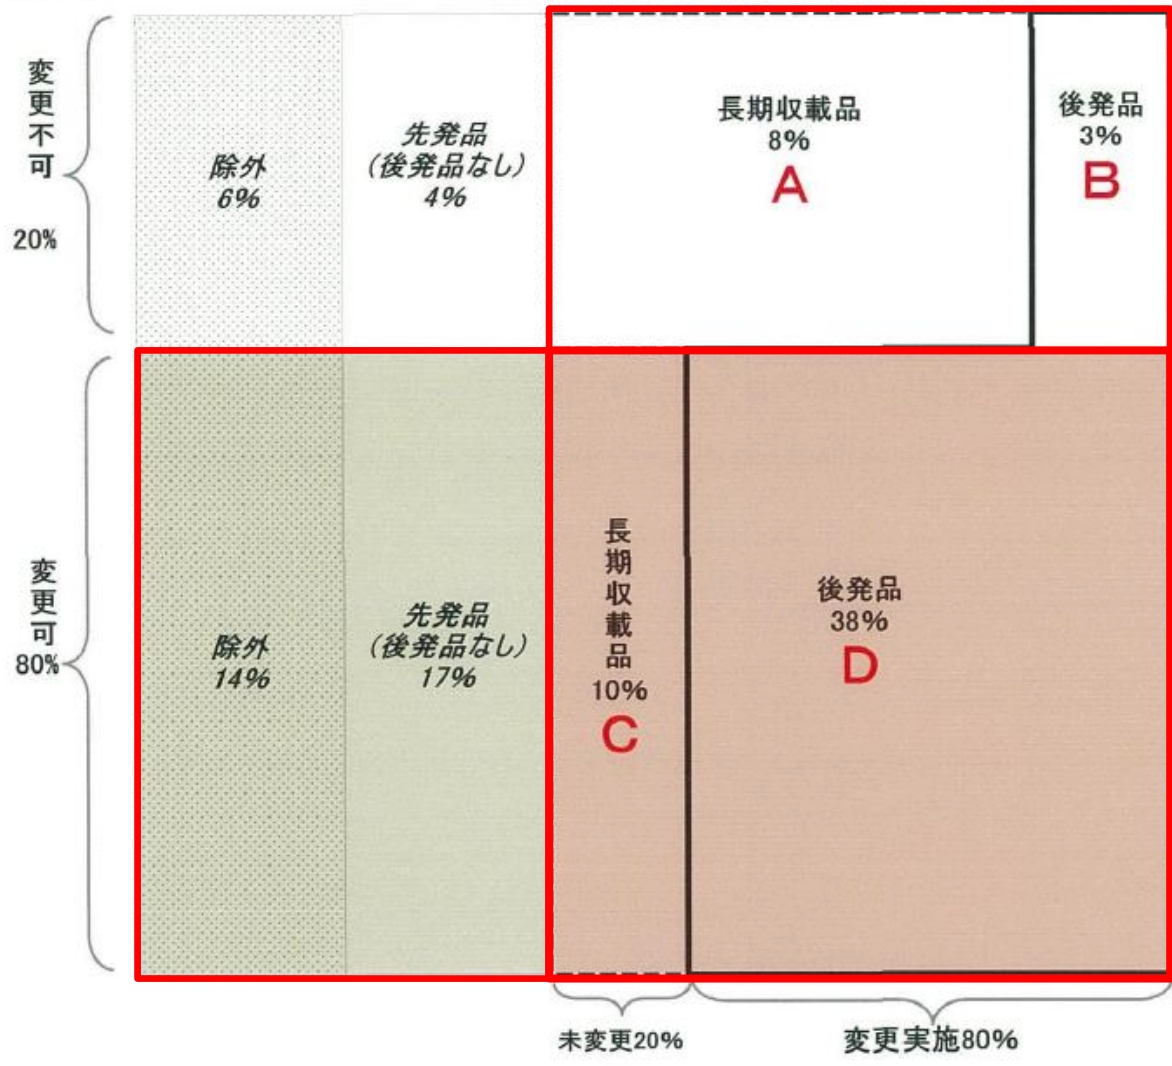 変更不可
20%
除外
6%
先発品
(後発品なし)
4%
長期収載品
8%
A
後発品
3%
B
変更可
80%
除外
14%
先発品
(後発品なし)
17%
長期収載品
10%
C
後発品
38%
D
未変更20%
変更実施80%